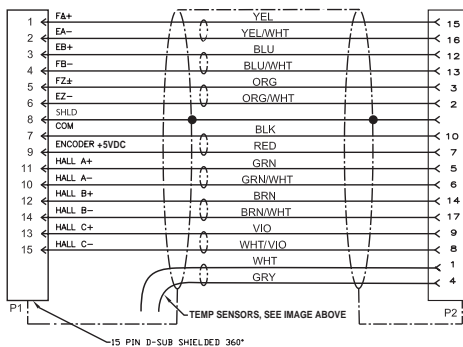 1 FA+ YEL 15
2 EA− YEL/WHT 16
3 EB+ BLU 12
4 FB− BLU/WHT 13
5 FZ± ORG 3
6 EZ− ORG/WHT 2
8 SHLD
7 COM BLK 10
9 ENCODER +5VDC RED 7
11 HALL A+ GRN 5
10 HALL A− GRN/WHT 6
12 HALL B+ BRN 14
14 HALL B− BRN/WHT 17
13 HALL C+ VIO 9
15 HALL C− WHT/VIO 8
WHT 1
GRY 4
P1 P2
TEMP SENSORS, SEE IMAGE ABOVE
15 PIN D-SUB SHIELDED 360°